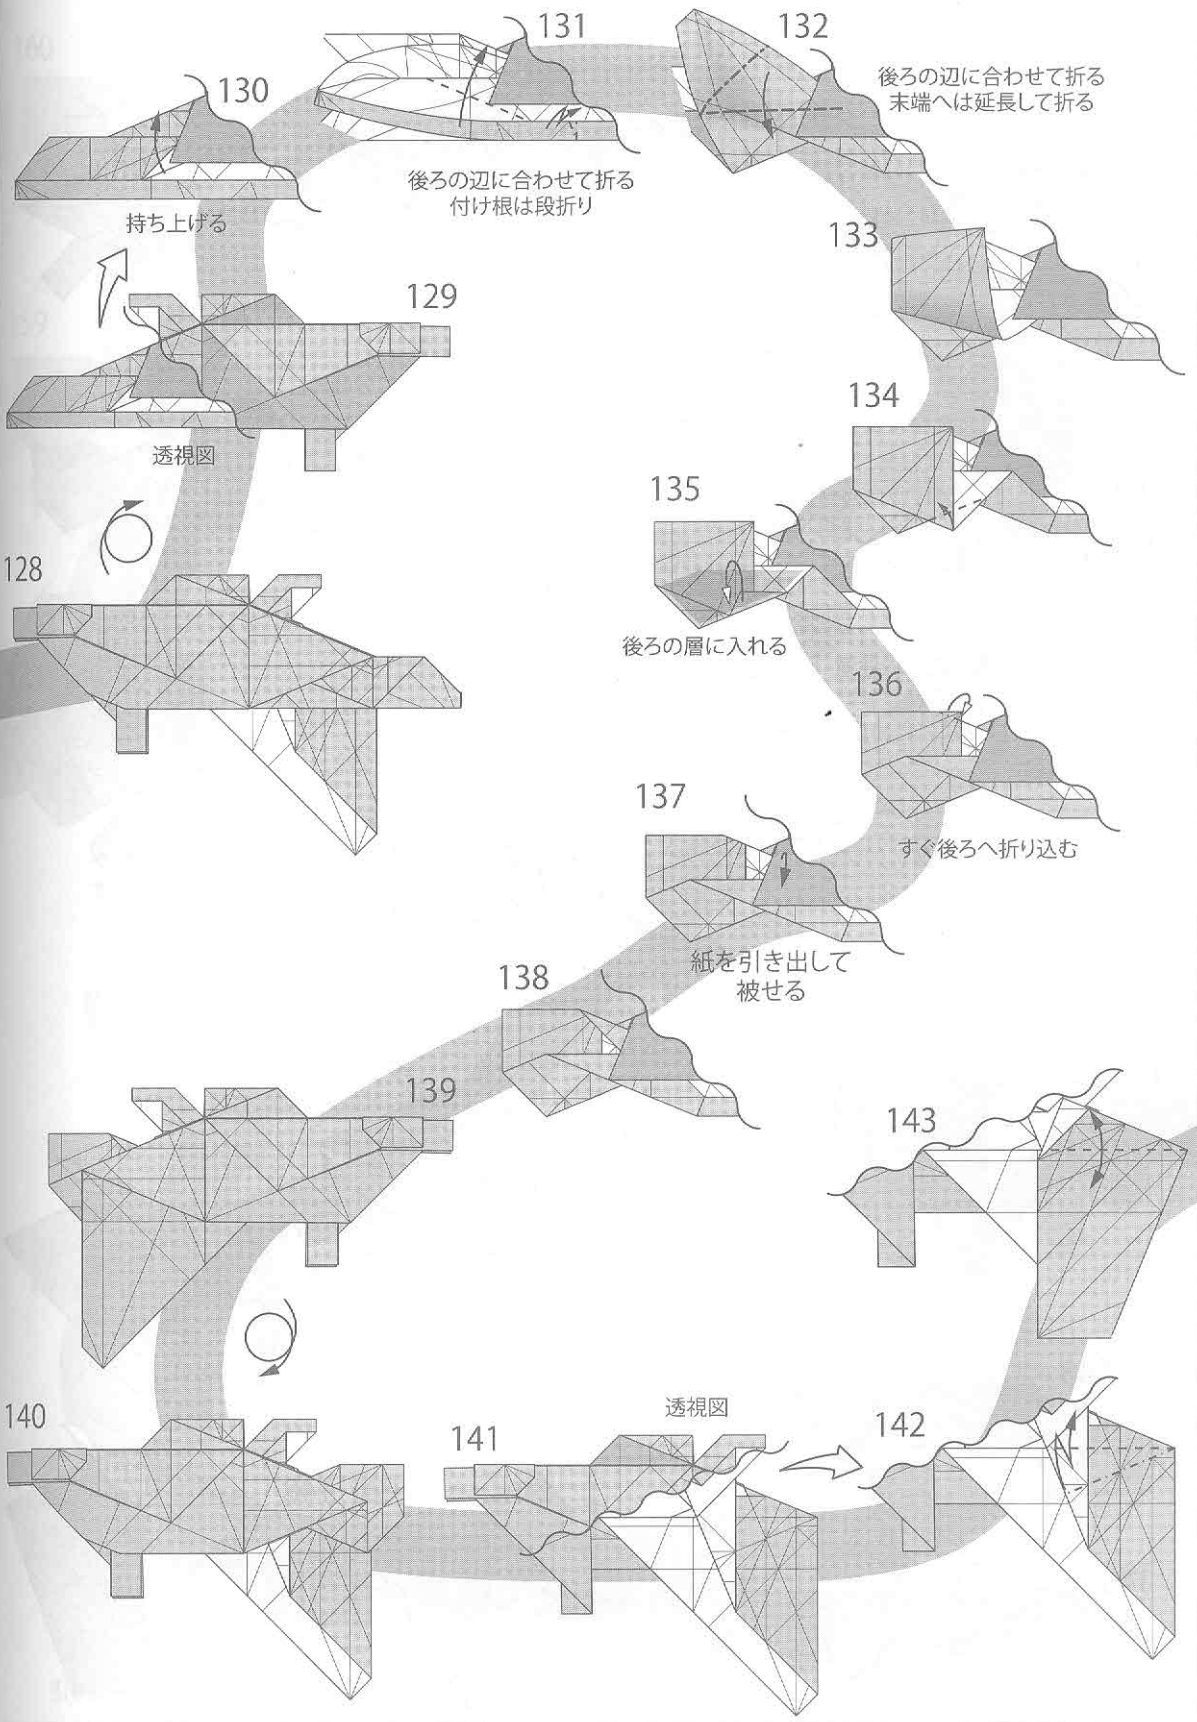 128
129
透視図
130
持ち上げる
131
後ろの辺に合わせて折る
付け根は段折り
132
後ろの辺に合わせて折る
末端へは延長して折る
133
134
135
後ろの層に入れる
136
すぐ後ろへ折り込む
137
紙を引き出して
被せる
138
139
140
141
透視図
142
143